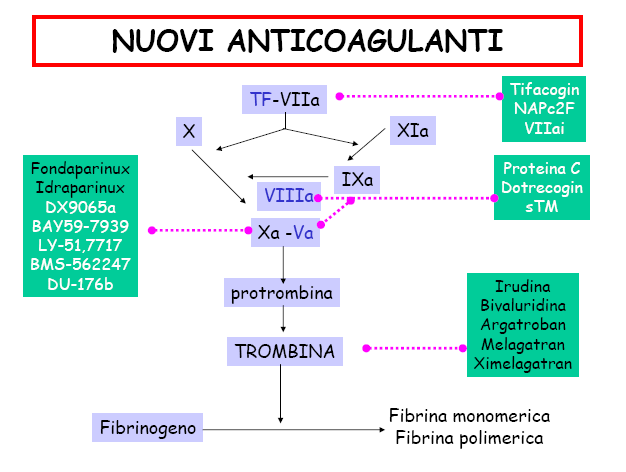 NUOVI ANTICOAGULANTI
TF-VIIa
Tifacogin
NAPc2F
VIIai
X
XIa
Fondaparinux
Idraparinux
DX9065a
BAY59-7939
LY-51,7717
BMS-562247
DU-176b
IXa
VIIIa
Proteina C
Dotrecogin
sTM
Xa -Va
protrombina
Irudina
Bivaluridina
Argatroban
Melagatran
Ximelagatran
TROMBINA
Fibrinogeno
Fibrina monomerica
Fibrina polimerica